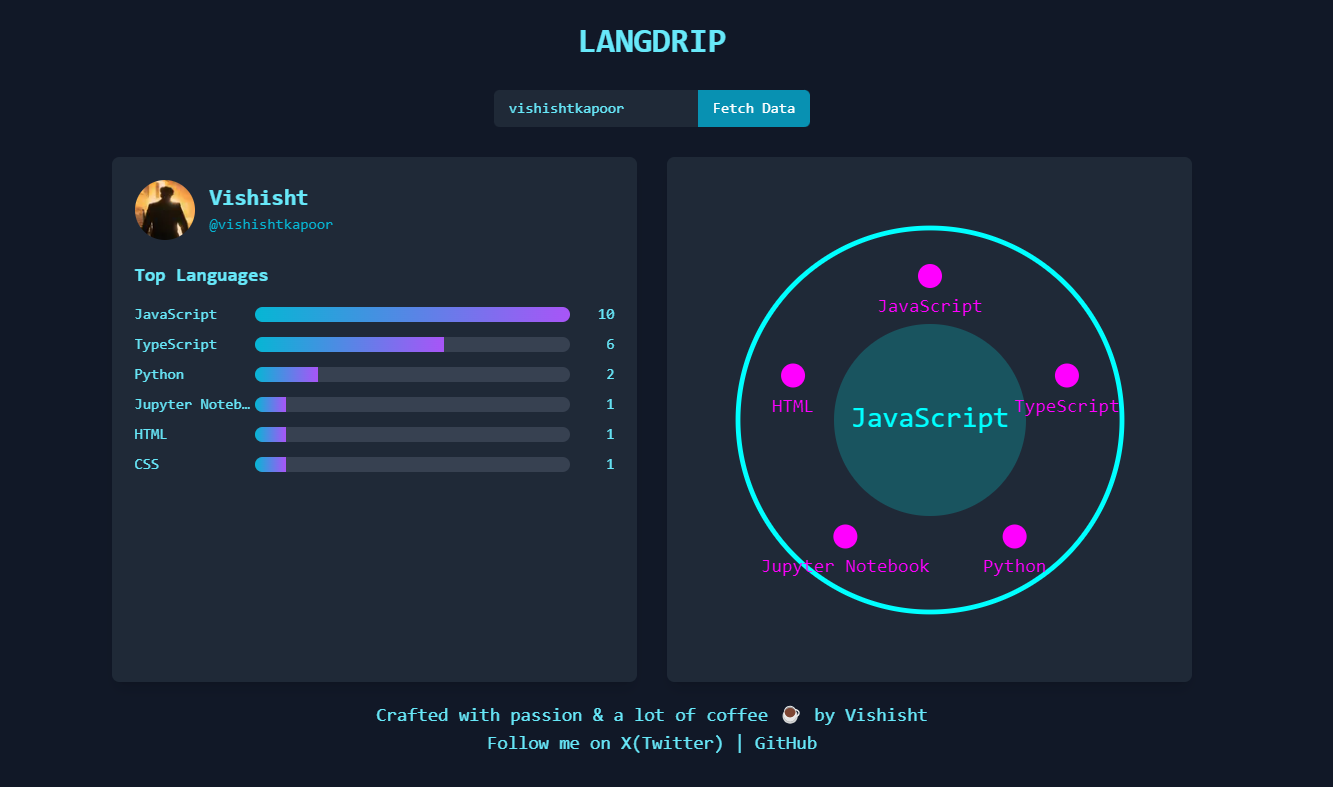 LANGDRIP
vishishtkapoor
Fetch Data
Vishisht
@vishishtkapoor
Top Languages
JavaScript 10
TypeScript 6
Python 2
Jupyter Noteb… 1
HTML 1
CSS 1
JavaScript
HTML
TypeScript
JavaScript
Jupyter Notebook
Python
Crafted with passion & a lot of coffee ☕ by Vishisht
Follow me on X(Twitter) | GitHub